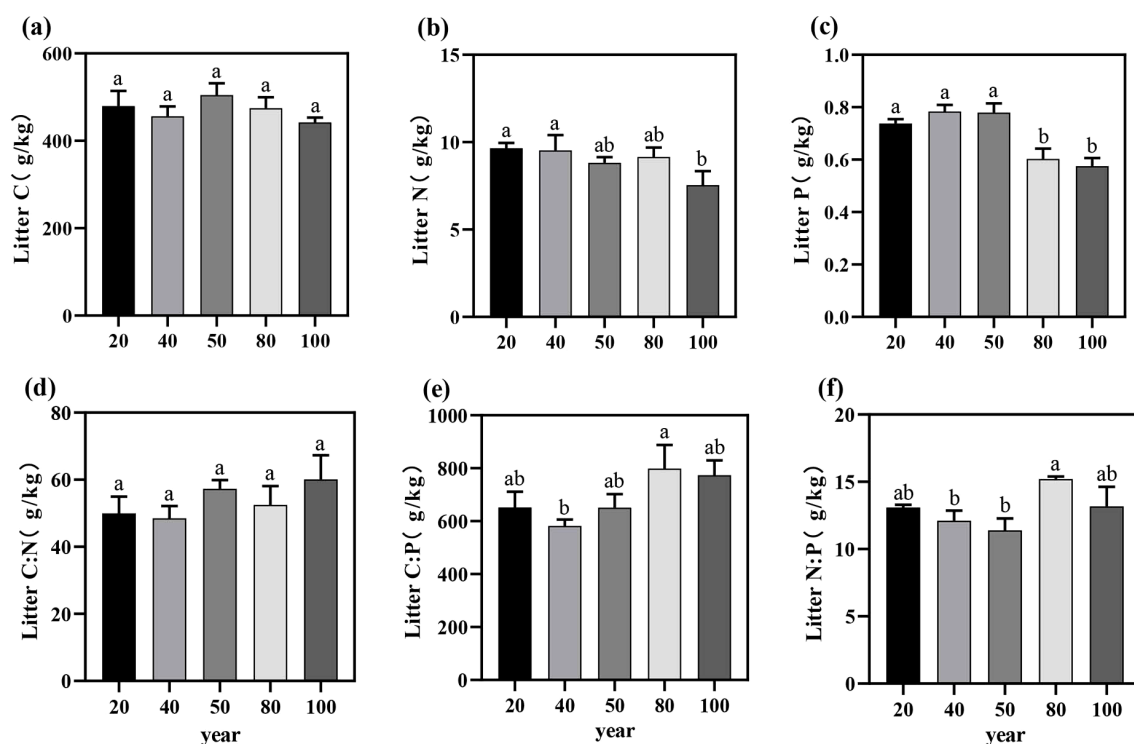 (a)
Litter C( g/kg)
600
400
200
0
a a a a a
20 40 50 80 100
(b)
Litter N( g/kg)
15
10
5
0
a a ab ab b
20 40 50 80 100
(c)
Litter P( g/kg)
1.0
0.8
0.6
0.4
0.2
0.0
a a a b b
20 40 50 80 100
(d)
Litter C:N( g/kg)
80
60
40
20
0
a a a a a
20 40 50 80 100
year
(e)
Litter C:P( g/kg)
1000
800
600
400
200
0
ab b ab a ab
20 40 50 80 100
year
(f)
Litter N:P( g/kg)
20
15
10
5
0
ab b b a ab
20 40 50 80 100
year